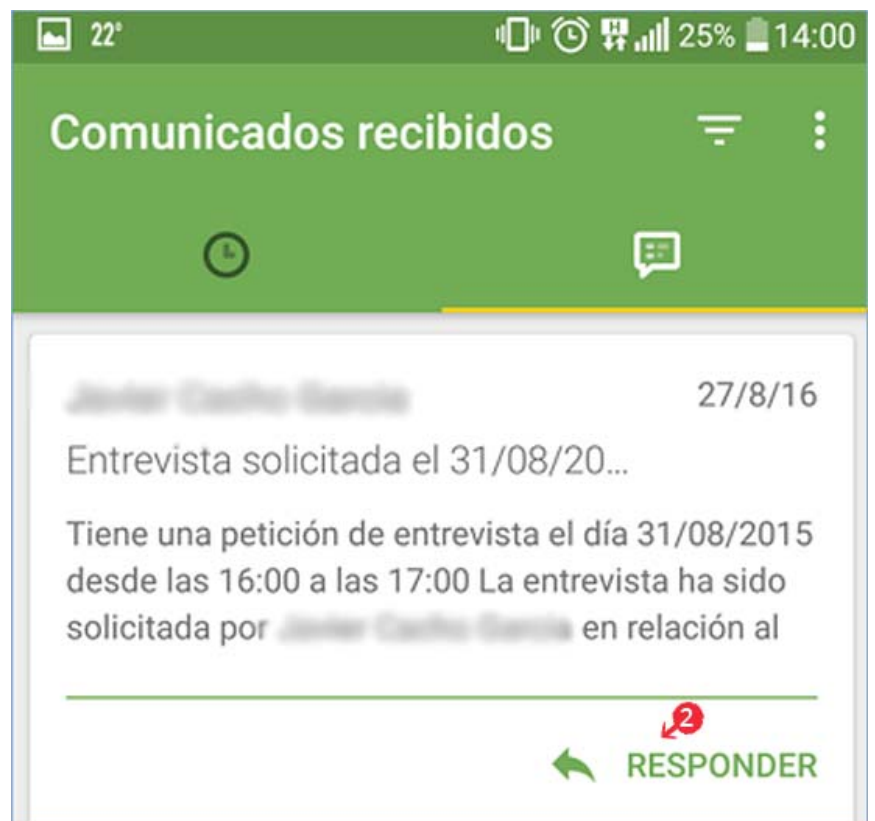 22° 25% 14:00
Comunicados recibidos
27/8/16
Entrevista solicitada el 31/08/20...
Tiene una petición de entrevista el día 31/08/2015
desde las 16:00 a las 17:00 La entrevista ha sido
solicitada por en relación al
2
RESPONDER